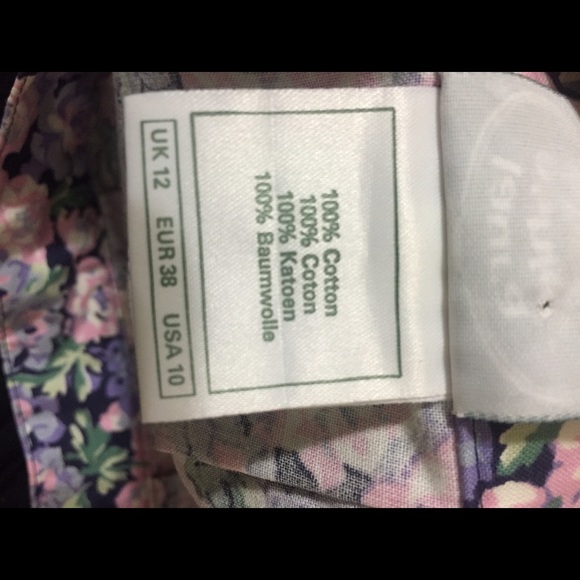 100% Cotton
100% Coton
100% Katoen
100% Baumwolle
UK 12 EUR 38 USA 10